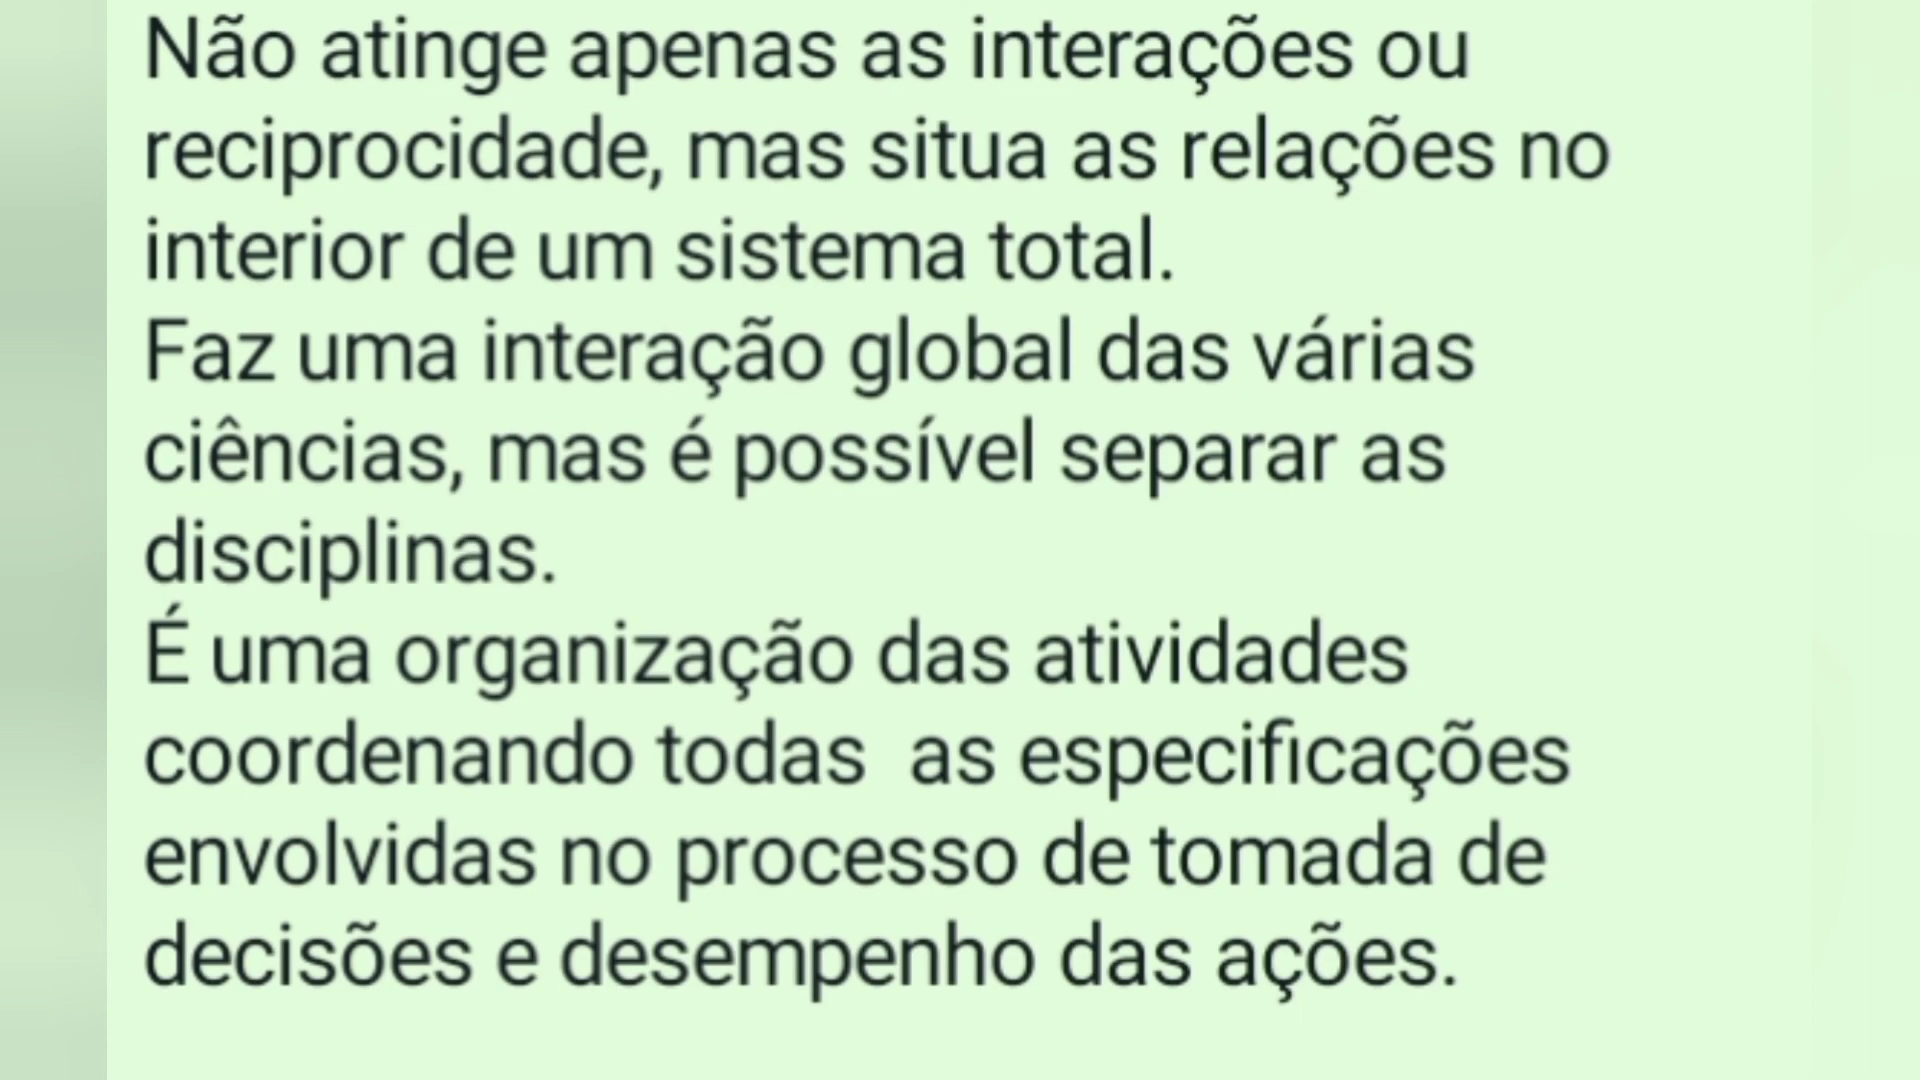 Não atinge apenas as interações ou
reciprocidade, mas situa as relações no
interior de um sistema total.
Faz uma interação global das várias
ciências, mas é possível separar as
disciplinas.
É uma organização das atividades
coordenando todas  as especificações
envolvidas no processo de tomada de
decisões e desempenho das ações.